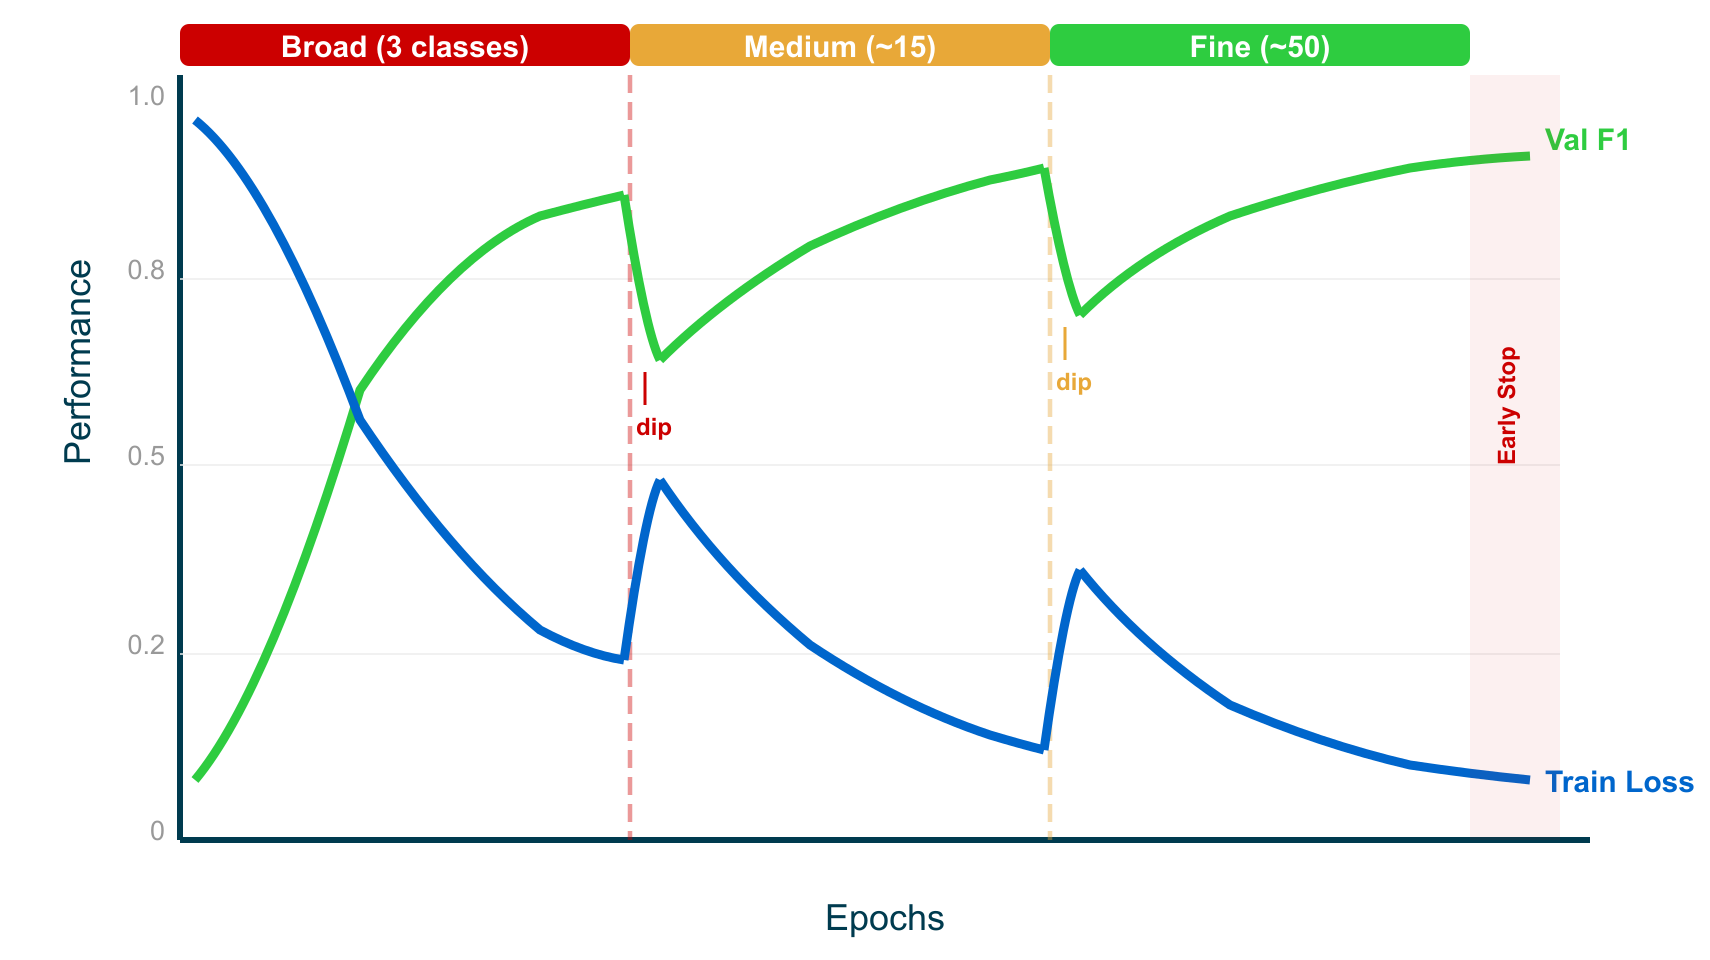 Broad (3 classes)
Medium (~15)
Fine (~50)
1.0
0.8
0.5
0.2
0
Performance
Val F1
dip
dip
Early Stop
Train Loss
Epochs